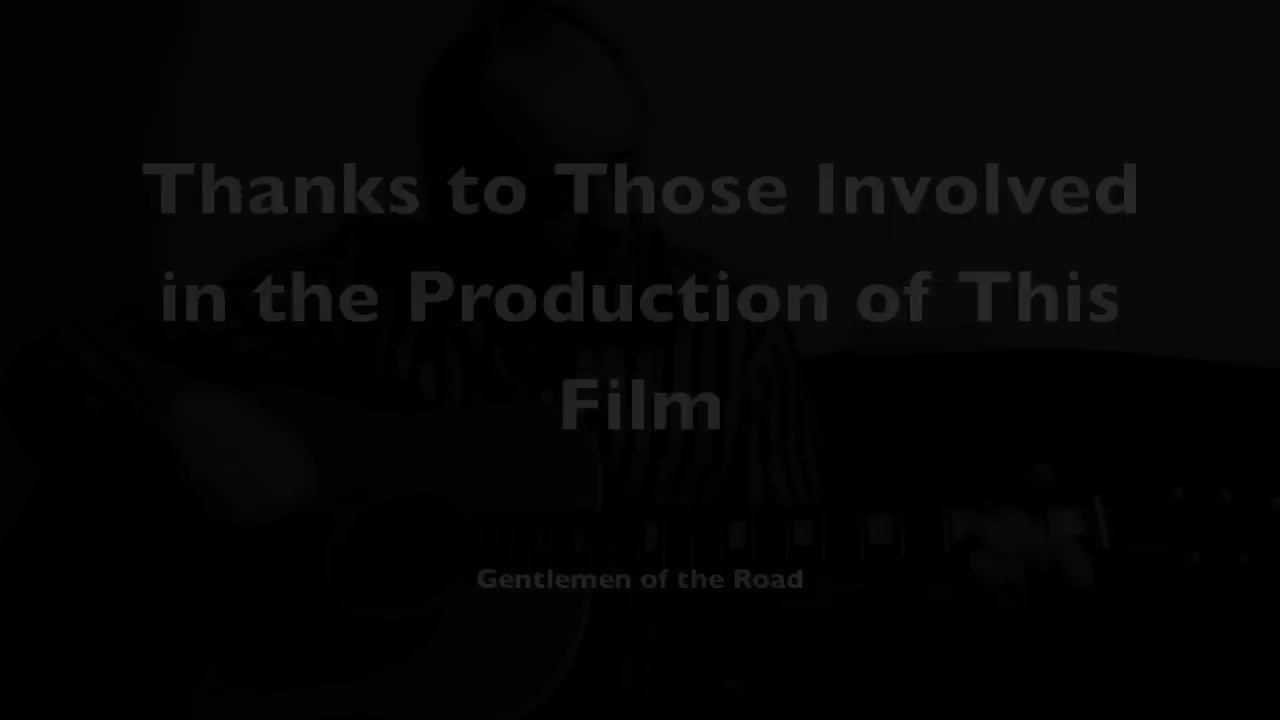 Thanks to Those Involved
in the Production of This
Film
Gentlemen of the Road